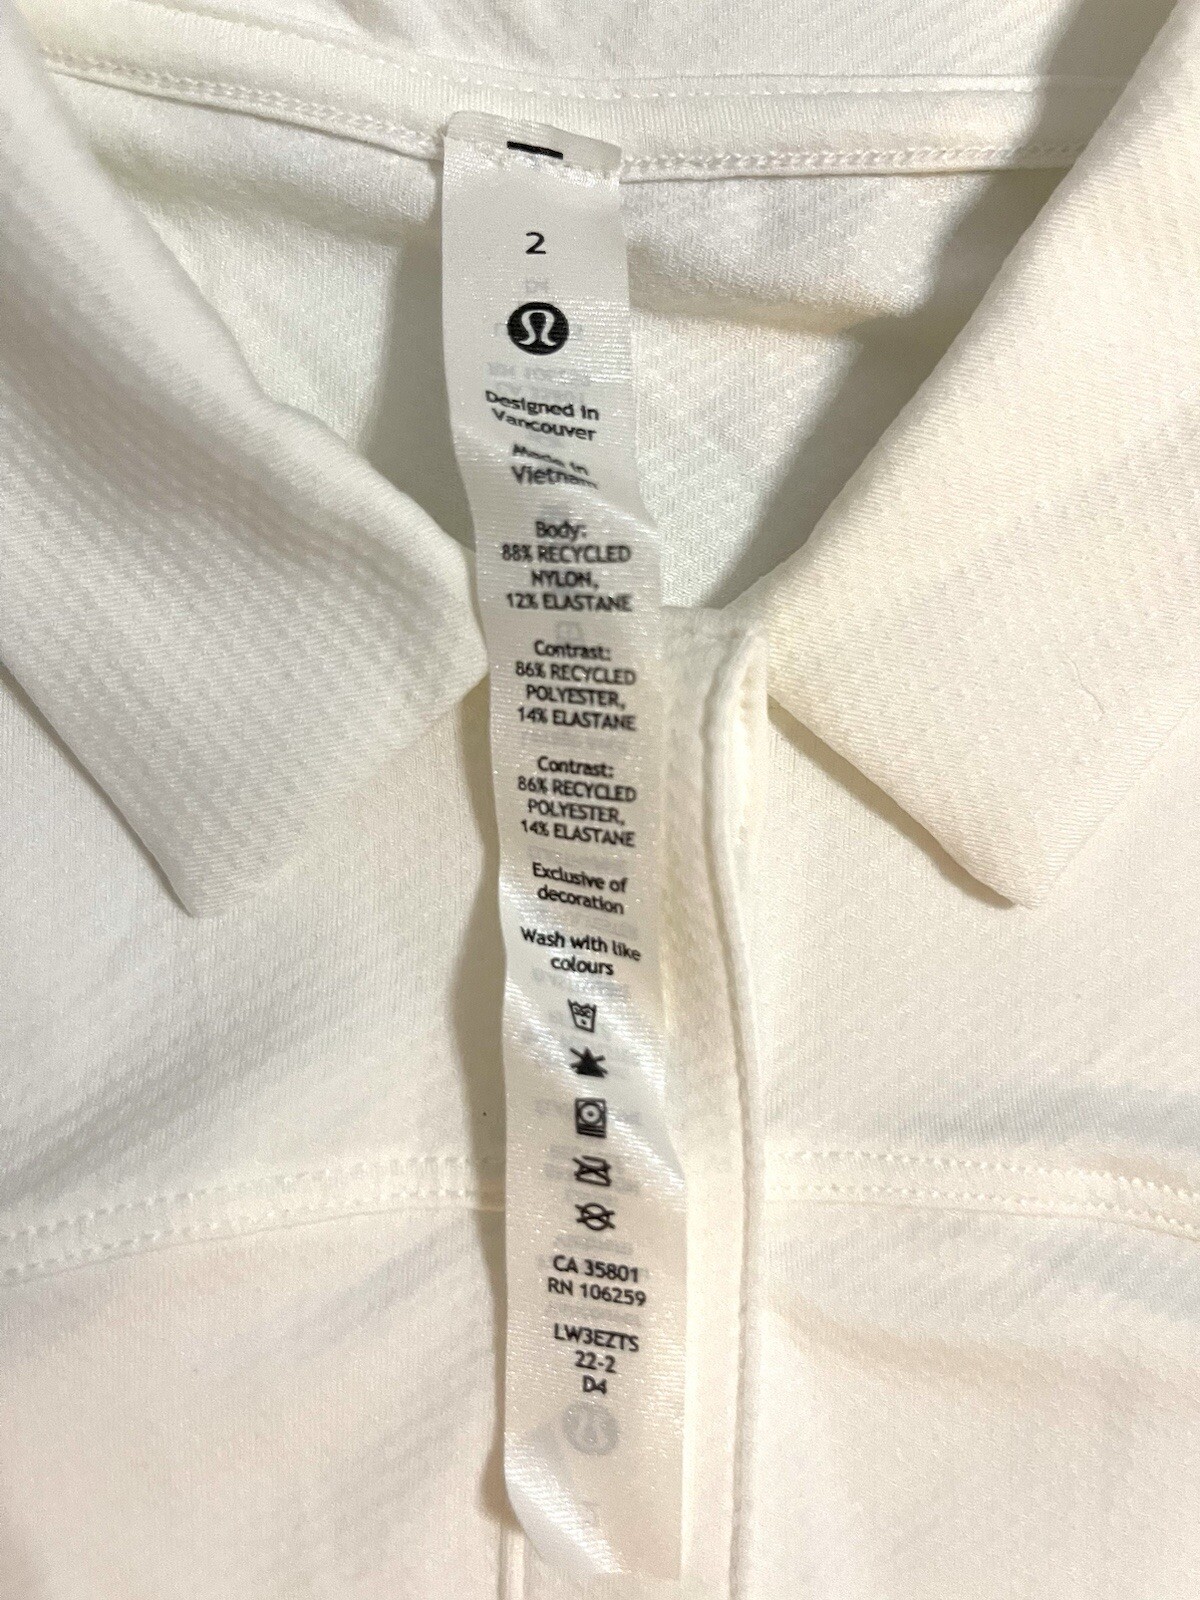 2
Designed in
Vancouver
Made in
Vietnam
Body:
88% RECYCLED
NYLON,
12% ELASTANE
Contrast:
86% RECYCLED
POLYESTER,
14% ELASTANE
Contrast:
86% RECYCLED
POLYESTER,
14% ELASTANE
Exclusive of
decoration
Wash with like
colours
CA 35801
RN 106259
LW3EZTS
22-2
D4